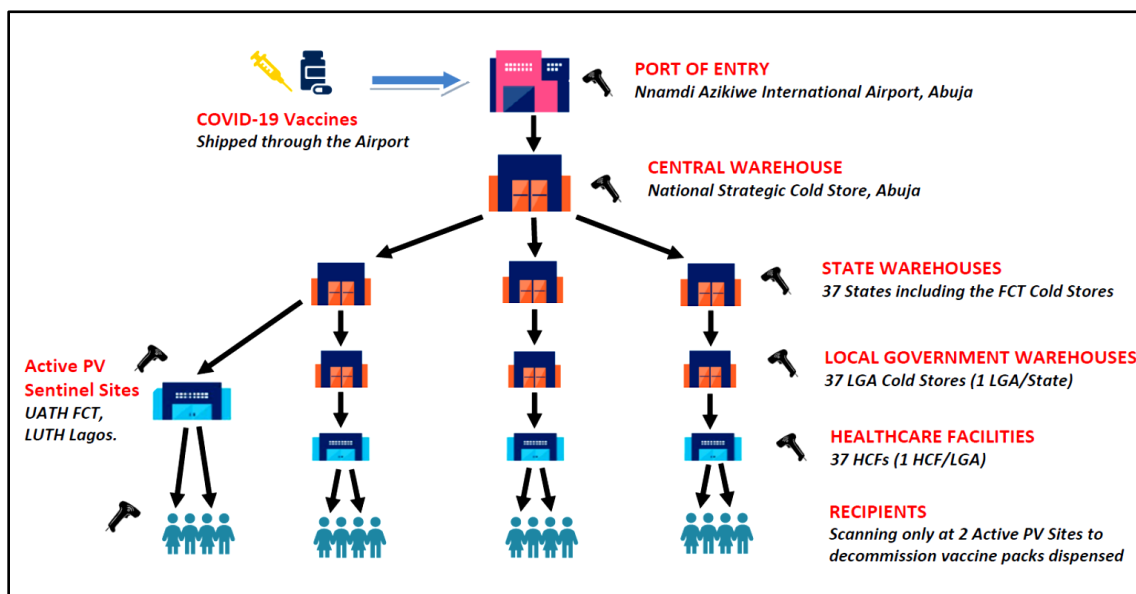 PORT OF ENTRY
Nnamdi Azikiwe International Airport, Abuja
COVID-19 Vaccines
Shipped through the Airport
CENTRAL WAREHOUSE
National Strategic Cold Store, Abuja
STATE WAREHOUSES
37 States including the FCT Cold Stores
Active PV
Sentinel Sites
UATH FCT,
LUTH Lagos.
LOCAL GOVERNMENT WAREHOUSES
37 LGA Cold Stores (1 LGA/State)
HEALTHCARE FACILITIES
37 HCFs (1 HCF/LGA)
RECIPIENTS
Scanning only at 2 Active PV Sites to
decommission vaccine packs dispensed